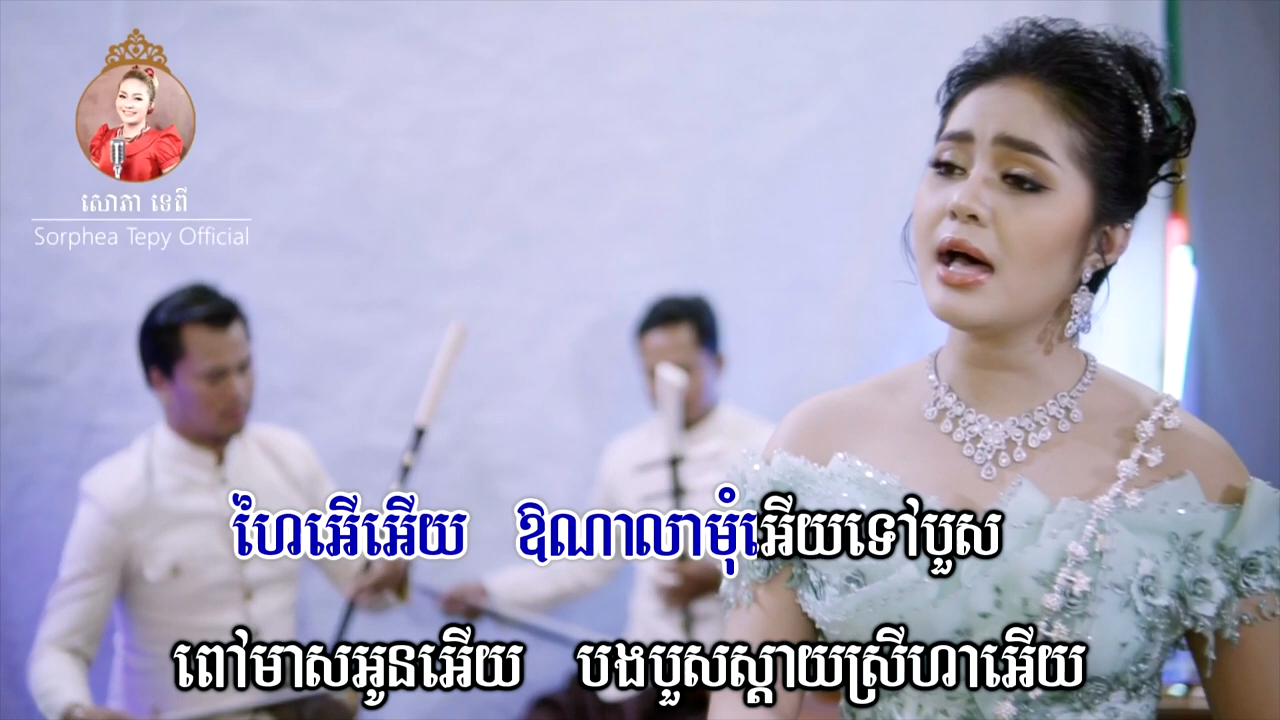 សោភា ទេពី
Sorphea Tepy Official
ហៃអើអើយ ឱណាលាមុំអើយទៅបួស
ពៅមាសអូនអើយ បងបួសស្ដាយស្រីហាអើយ